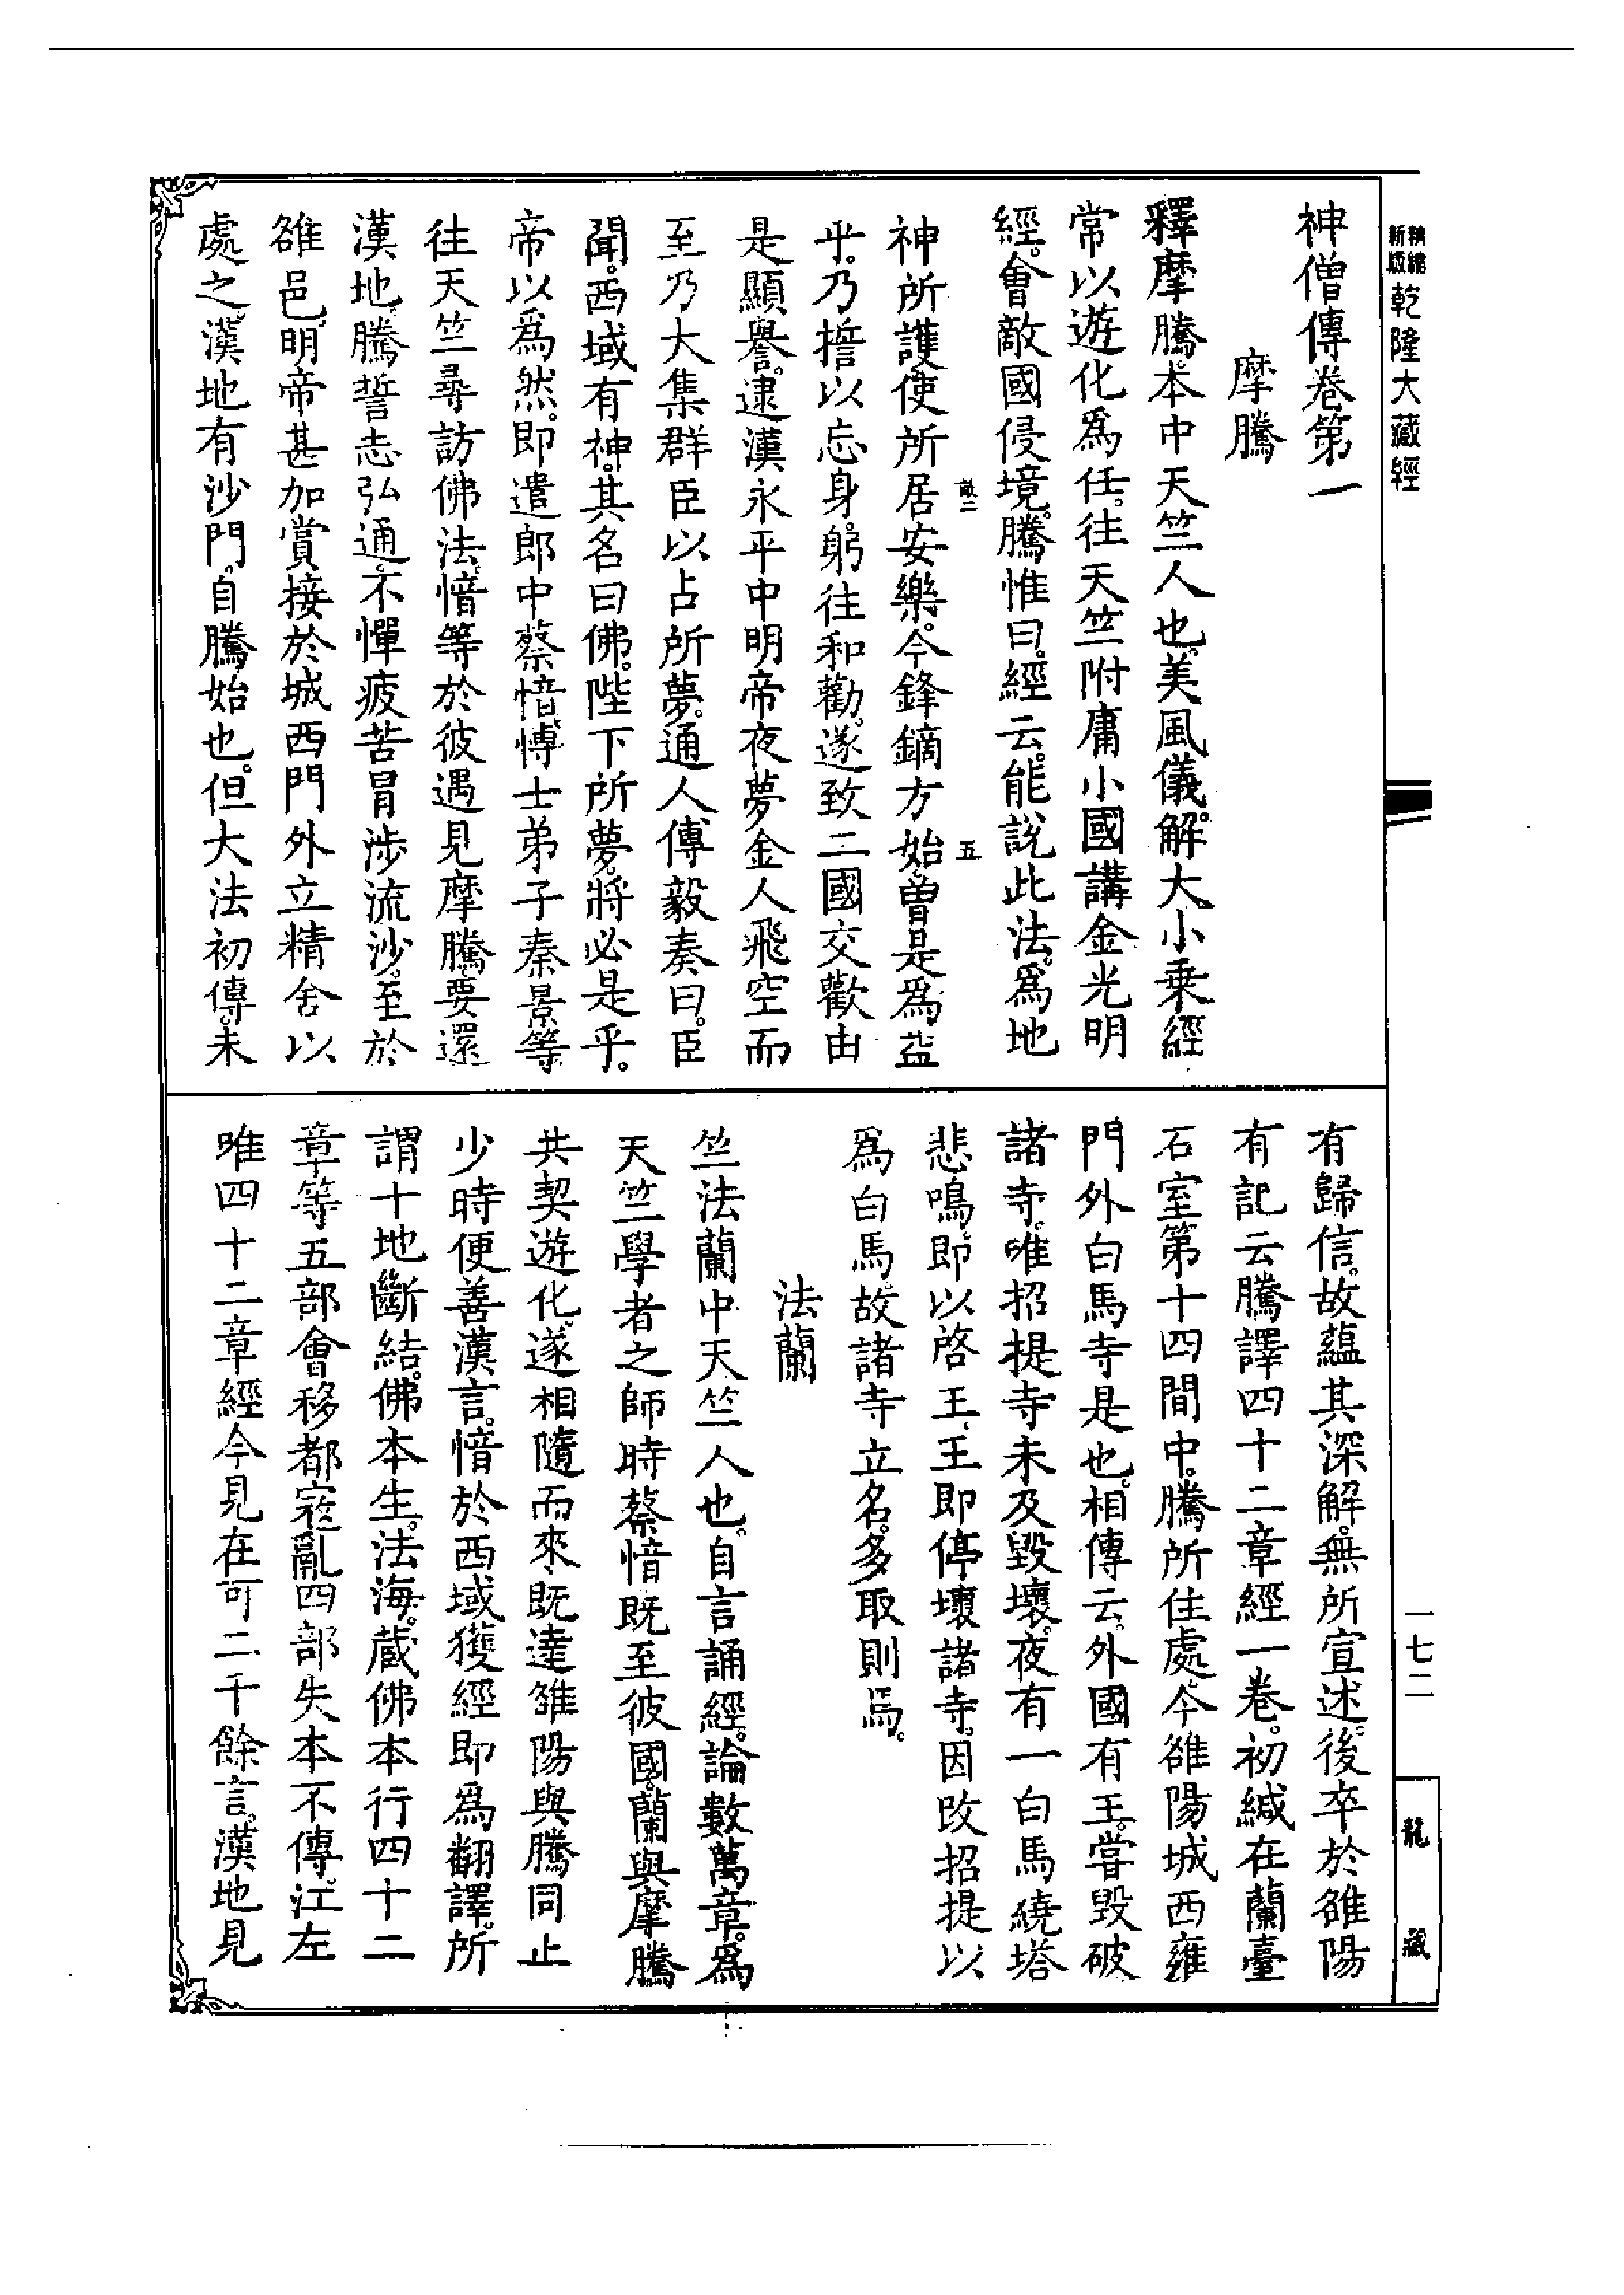 新版
精縮
乾隆大藏經
神僧傳卷第一
摩騰
釋摩騰。本中天竺人也。美風儀。解大小乗經
常以遊化爲任。往天竺附庸小國講金光明
經。會敵國侵境。騰惟曰。經云。能說此法。爲地
神所護。使所居安樂。今鋒鏑方始。曽是爲益
五
乎。乃誓以忘身。躬往和勸。遂致二國交歡。由
是顯譽。逮漢永平中明帝夜夢金人飛空而
至乃大集群臣以占所夢。通人傳毅奏曰。臣
聞。西域有神。其名曰佛。陛下所夢。將必是乎。
帝以爲然。即遣郎中蔡愔。博士弟子秦景等
往天竺尋訪佛法。愔等於彼遇見摩騰。要還
漢地。騰誓志弘通。不憚疲苦冒涉流沙。至於
雒邑。明帝甚加賞接於城西門外立精舍以
處之。漢地有沙門。自騰始也。但大法初傳。未
有歸信。故蘊其深解。無所宣述。後卒於雒陽
有記云騰譯四十二章經一卷。初緘在蘭臺
石室第十四間中。騰所住處。今雒陽城西雍
門外白馬寺是也。相傳云。外國有王。甞毀破
諸寺。唯招提寺未及毀壞。夜有一白馬繞塔
悲鳴。即以啓王。王即停壞諸寺。因改招提以
爲白馬。故諸寺立名。多取則焉。
法蘭
竺法蘭中天竺人也。自言誦經。論數萬章。爲
天竺學者之師時蔡愔既至彼國。蘭與摩騰
共契遊化。遂相隨而來。既達雒陽與騰同止
少時便善漢言。愔於西域獲經即爲翻譯。所
謂十地斷結。佛本生。法海。藏佛本行四十二
章等五部會移都宼亂四部失本不傳。江左
唯四十二章經今見在可二千餘言。漢地見
一七二
龍藏